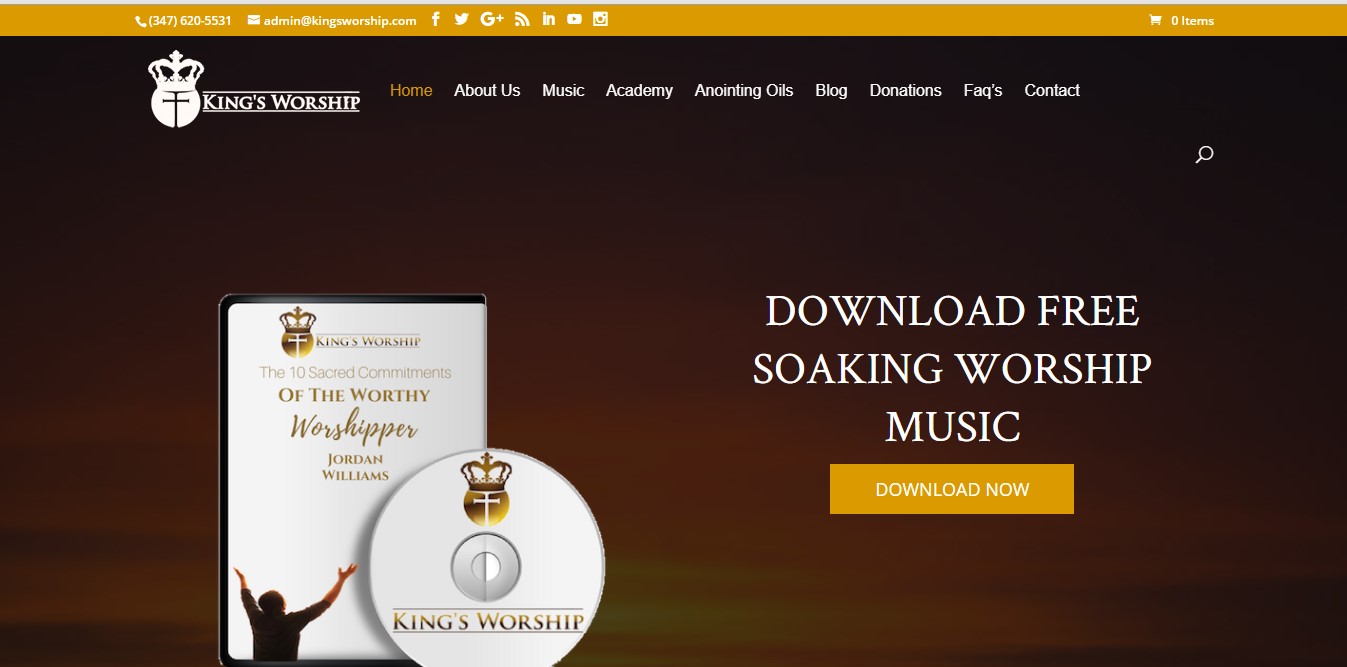 (347) 620-5531 admin@kingsworship.com 0 Items
KING'S WORSHIP Home About Us Music Academy Anointing Oils Blog Donations Faq's Contact
KING'S WORSHIP
The 10 Sacred Commitments
OF THE WORTHY
Worshipper
JORDAN
WILLIAMS
KING'S WORSHIP
DOWNLOAD FREE
SOAKING WORSHIP
MUSIC
DOWNLOAD NOW